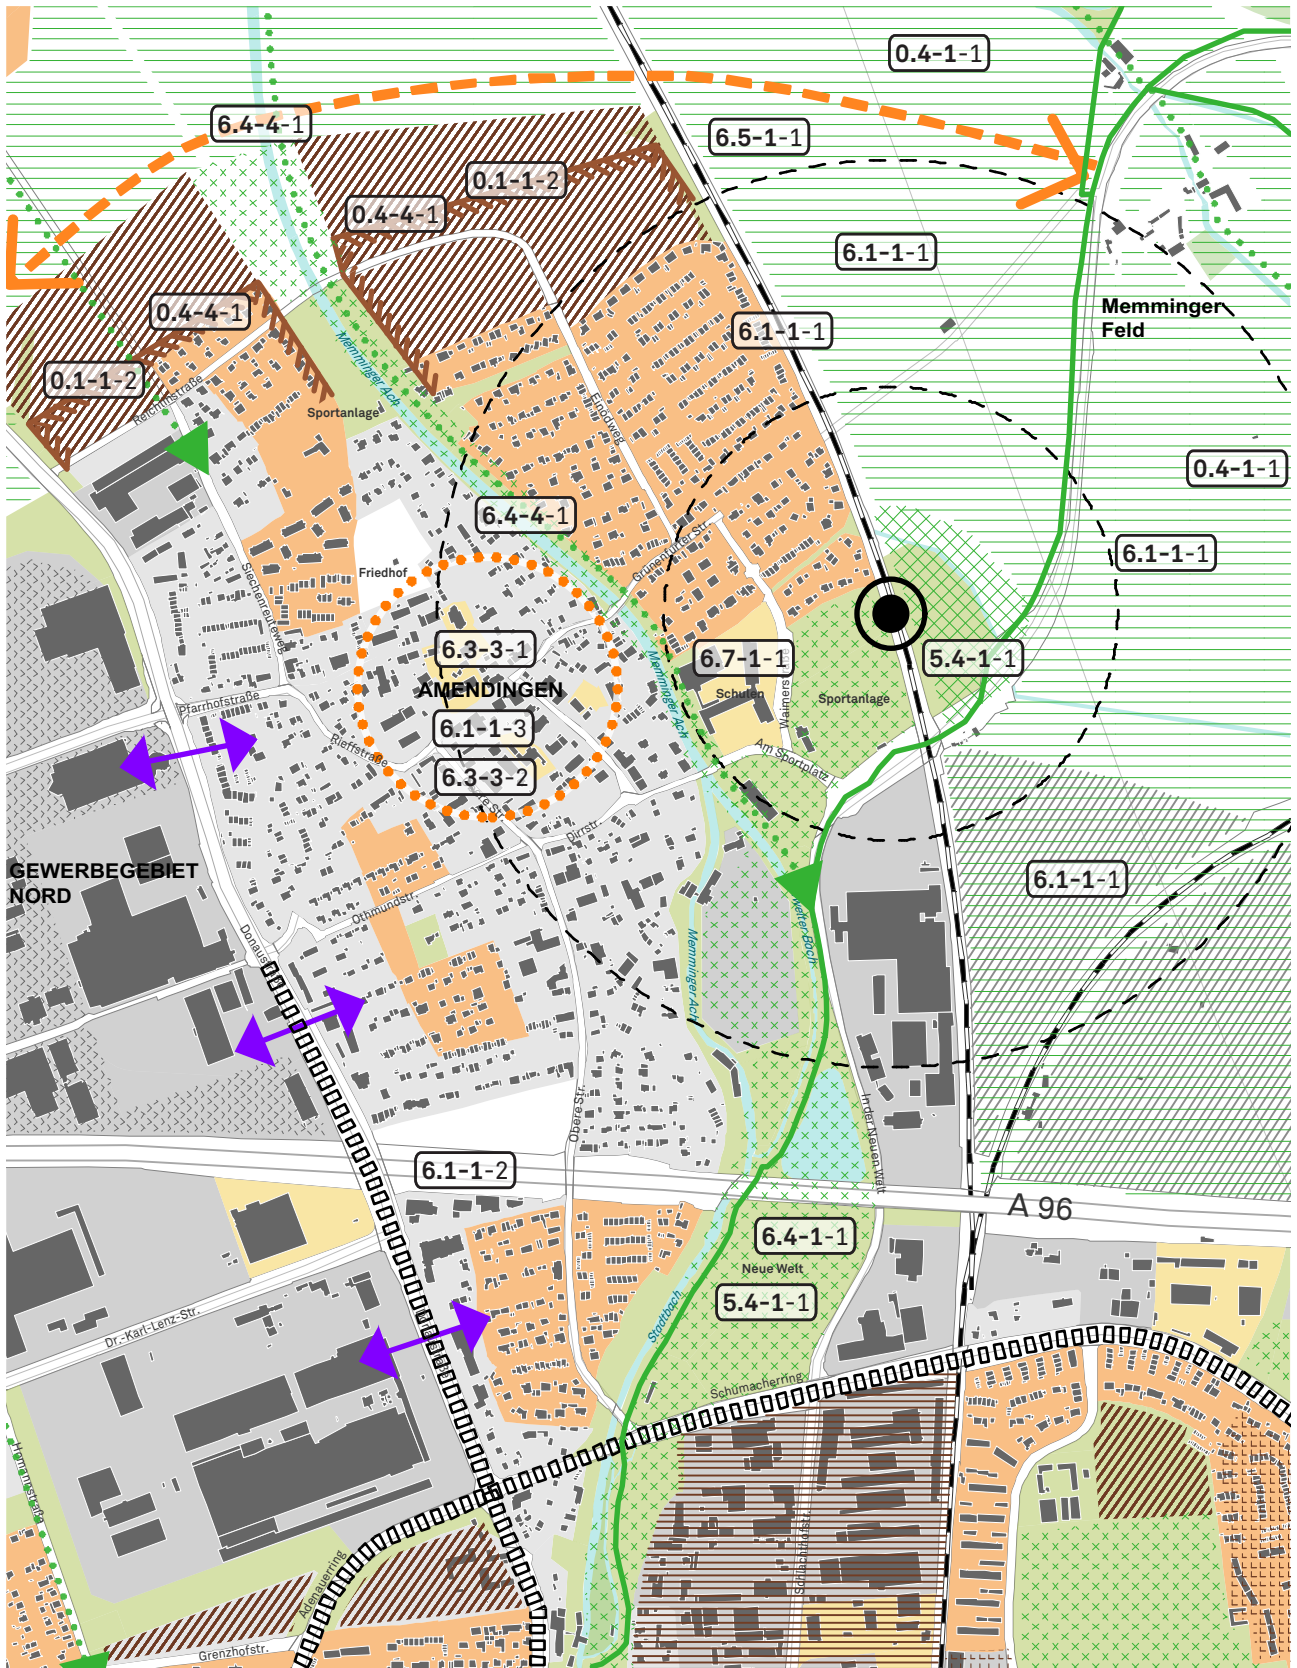 0.4-1-1
6.4-4-1
6.5-1-1
0.1-1-2
0.4-4-1
6.1-1-1
0.4-4-1
Memminger
Feld
6.1-1-1
0.1-1-2
Reichlinstraße
Memminger Ach
Sportanlage
Einödweg
0.4-1-1
6.4-4-1
Grünenfurter Str.
6.1-1-1
Friedhof
Siechenreuteweg
6.3-3-1
6.7-1-1
5.4-1-1
AMENDINGEN
Schulen
Sportanlage
Memminger Ach
Pfarrhofstraße
6.1-1-3
Rieffstraße
Am Sportplatz
6.3-3-2
Dirrstr.
GEWERBEGEBIET
NORD
6.1-1-1
Othmundstr.
Memminger Ach
Obere Str.
In der Neuen Welt
6.1-1-2
A 96
6.4-1-1
Neue Welt
5.4-1-1
Stadtbach
Dr.-Karl-Lenz-Str.
Schumacherring
Schlachthofstr.
Adenauerring
Grenzhofstr.